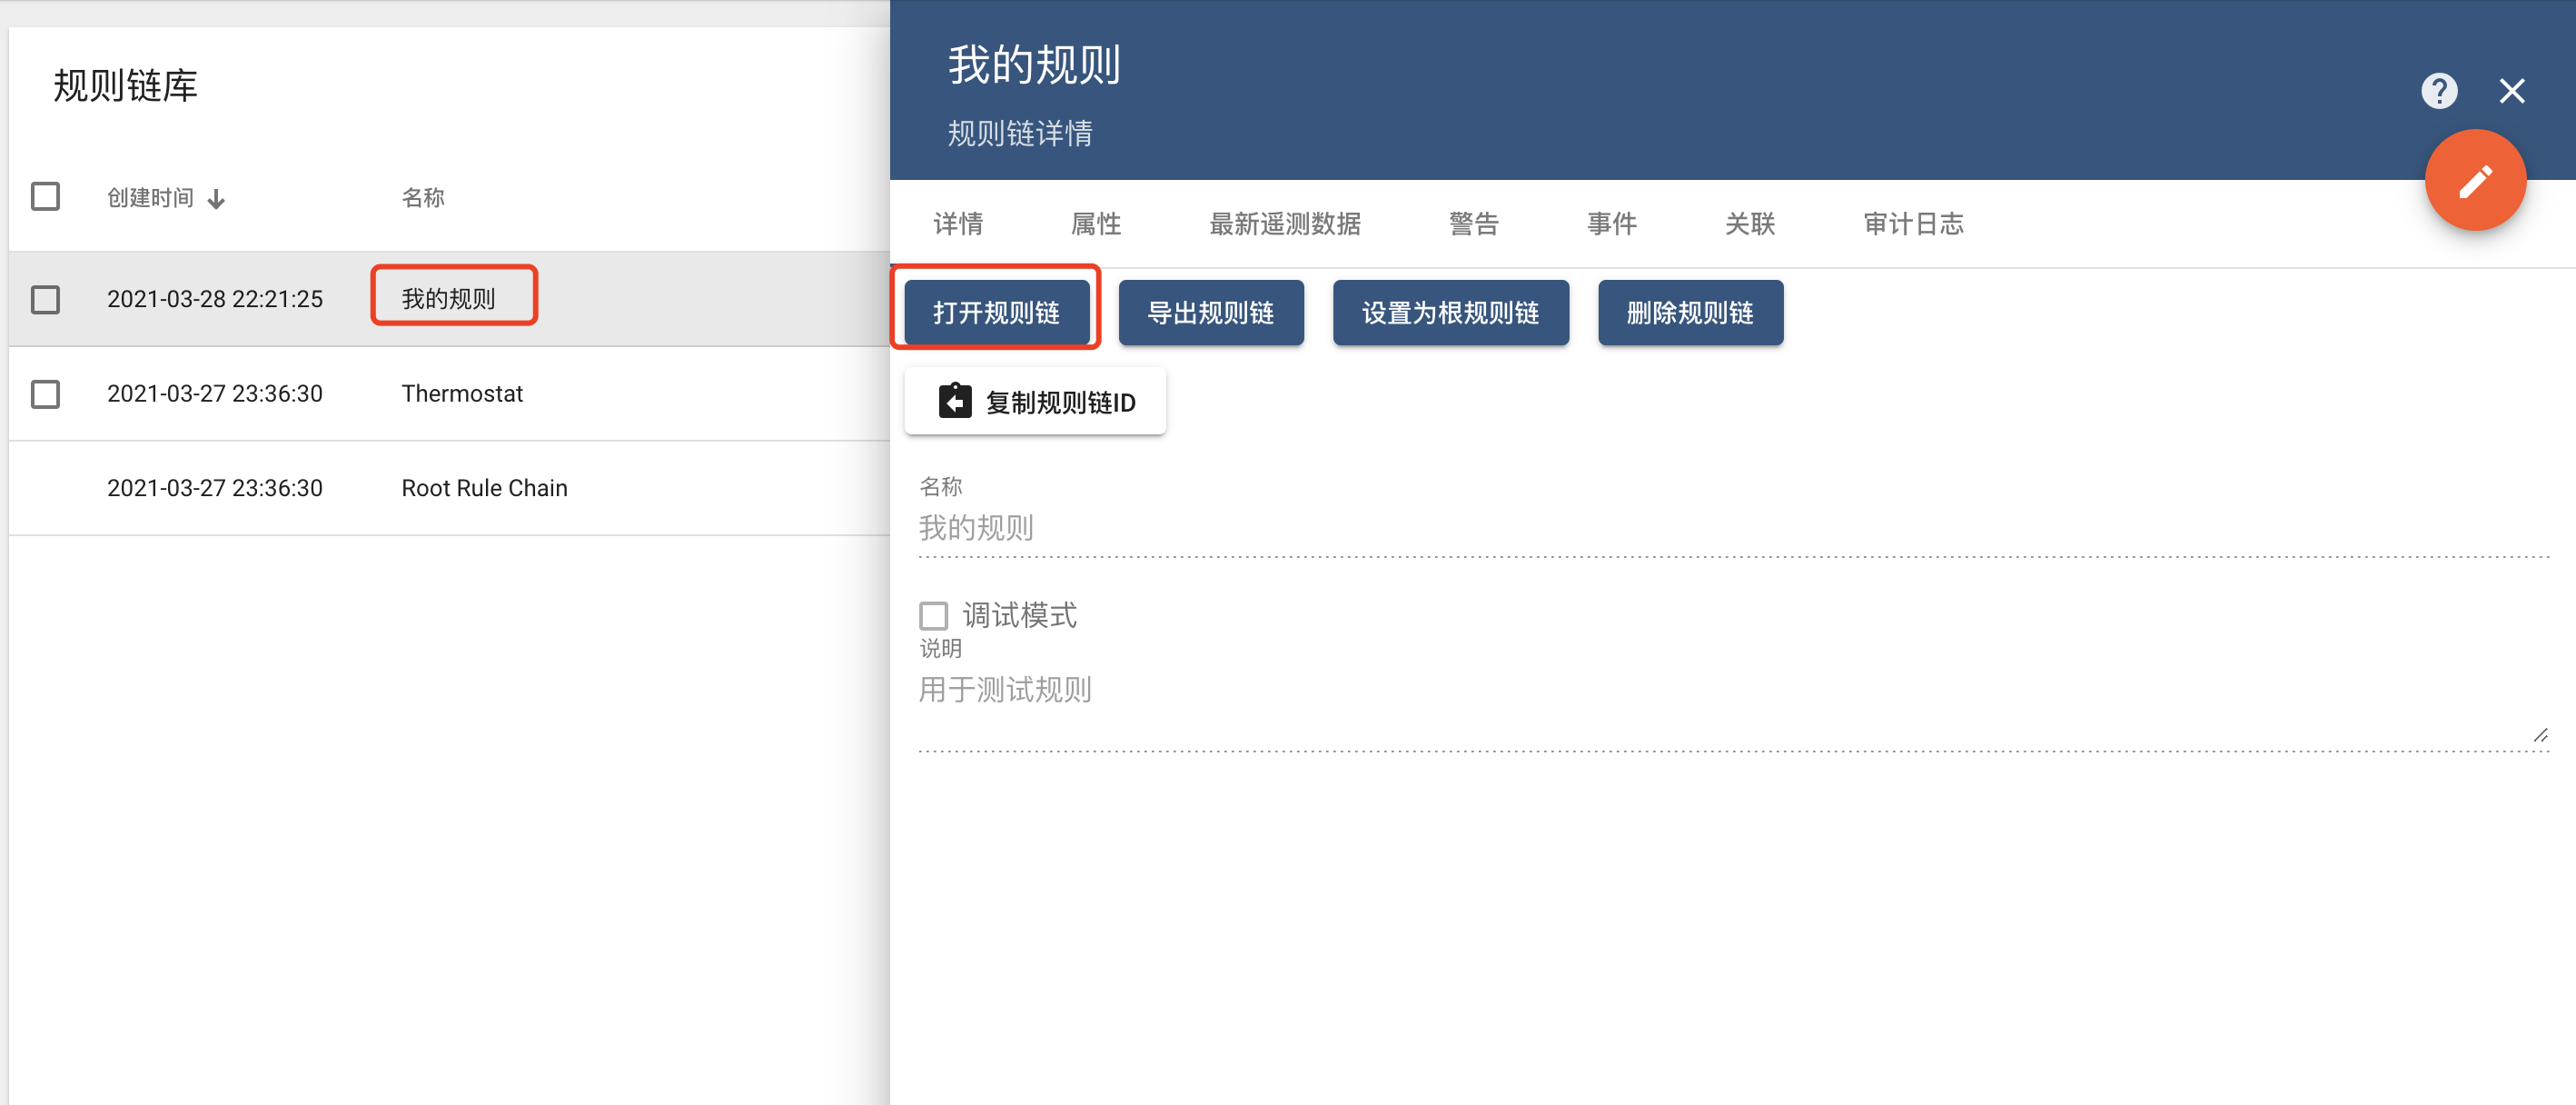 规则链库
创建时间 名称
2021-03-28 22:21:25 我的规则
2021-03-27 23:36:30 Thermostat
2021-03-27 23:36:30 Root Rule Chain
我的规则
规则链详情
详情 属性 最新遥测数据 警告 事件 关联 审计日志
打开规则链 导出规则链 设置为根规则链 删除规则链
复制规则链ID
名称
我的规则
调试模式
说明
用于测试规则